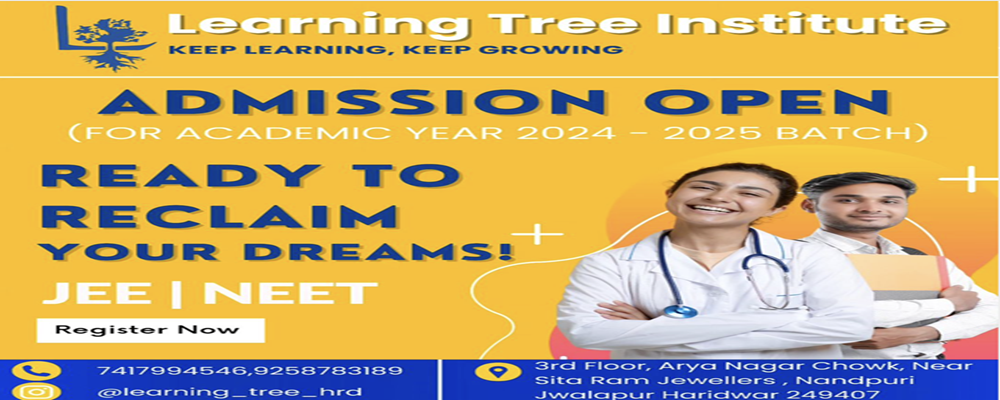 Learning Tree Institute
KEEP LEARNING, KEEP GROWING
ADMISSION OPEN
(FOR ACADEMIC YEAR 2024 - 2025 BATCH)
READY TO
RECLAIM
YOUR DREAMS!
JEE | NEET
Register Now
7417994546,9258783189
@learning_tree_hrd
3rd Floor, Arya Nagar Chowk, Near
Sita Ram Jewellers , Nandpuri
Jwalapur Haridwar 249407